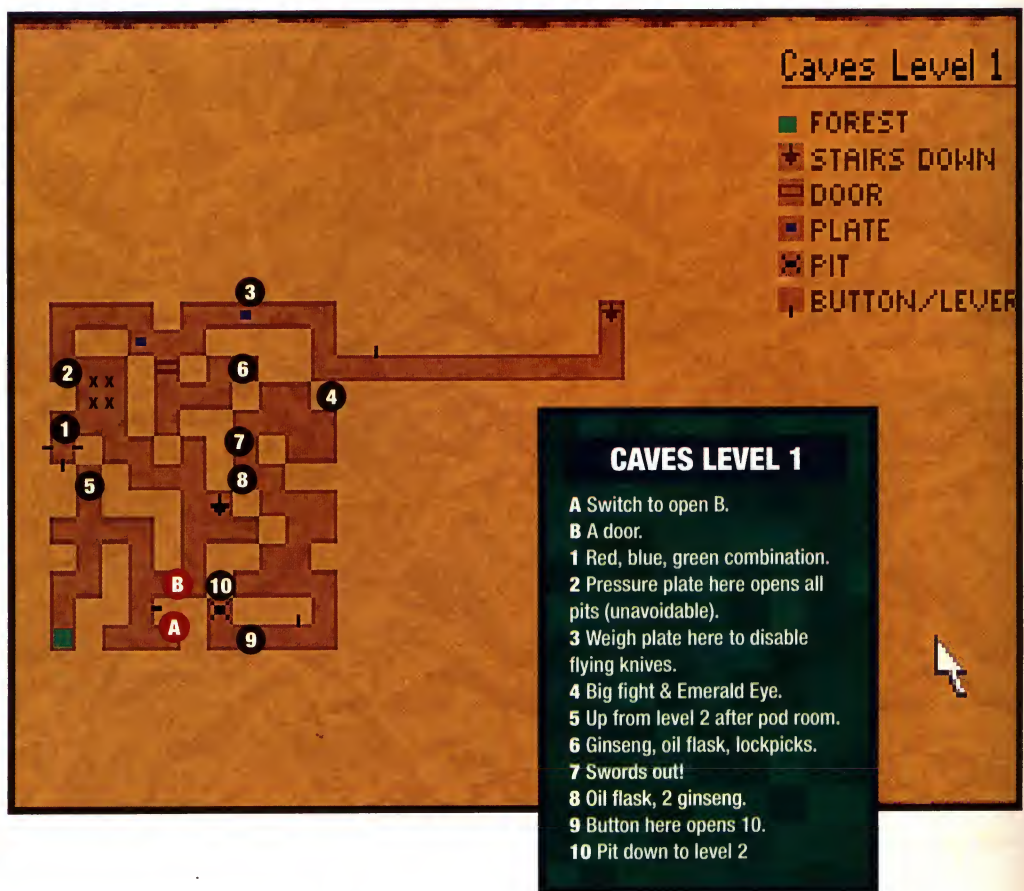 Caves Level 1
FOREST
STAIRS DOWN
DOOR
PLATE
PIT
BUTTON/LEVER
3
2
x x
x x
6
4
1
7
5
8
B
10
A
9
CAVES LEVEL 1
A Switch to open B.
B A door.
1 Red, blue, green combination.
2 Pressure plate here opens all
pits (unavoidable).
3 Weigh plate here to disable
flying knives.
4 Big fight & Emerald Eye.
5 Up from level 2 after pod room.
6 Ginseng, oil flask, lockpicks.
7 Swords out!
8 Oil flask, 2 ginseng.
9 Button here opens 10.
10 Pit down to level 2